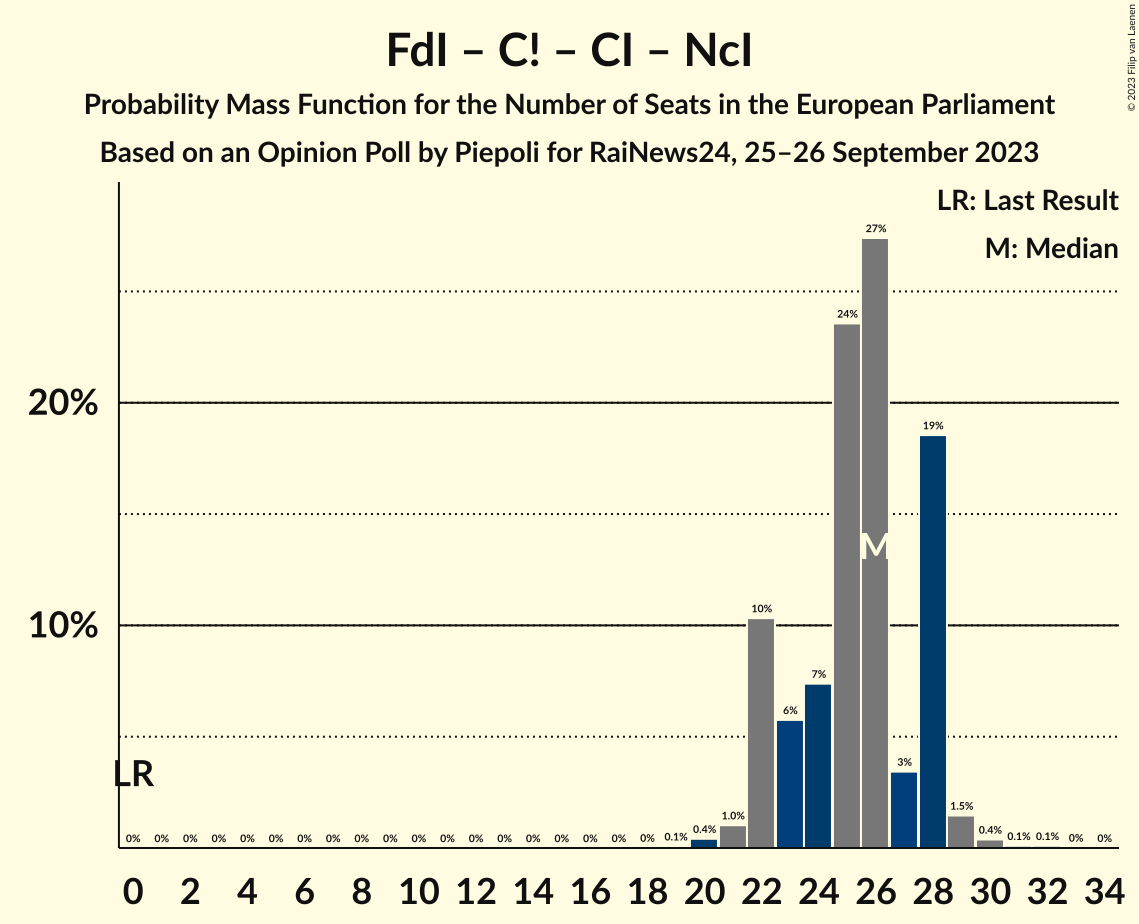 FdI – C! – CI – NcI
Probability Mass Function for the Number of Seats in the European Parliament
Based on an Opinion Poll by Piepoli for RaiNews24, 25–26 September 2023
© 2023 Filip van Laenen
LR: Last Result
M: Median
27%
24%
20%
19%
M
10%
10%
7%
6%
3%
LR
0% 0% 0% 0% 0% 0% 0% 0% 0% 0% 0% 0% 0% 0% 0% 0% 0% 0% 0% 0.1% 0.4% 1.0% 1.5% 0.4% 0.1% 0.1% 0% 0%
0 2 4 6 8 10 12 14 16 18 20 22 24 26 28 30 32 34